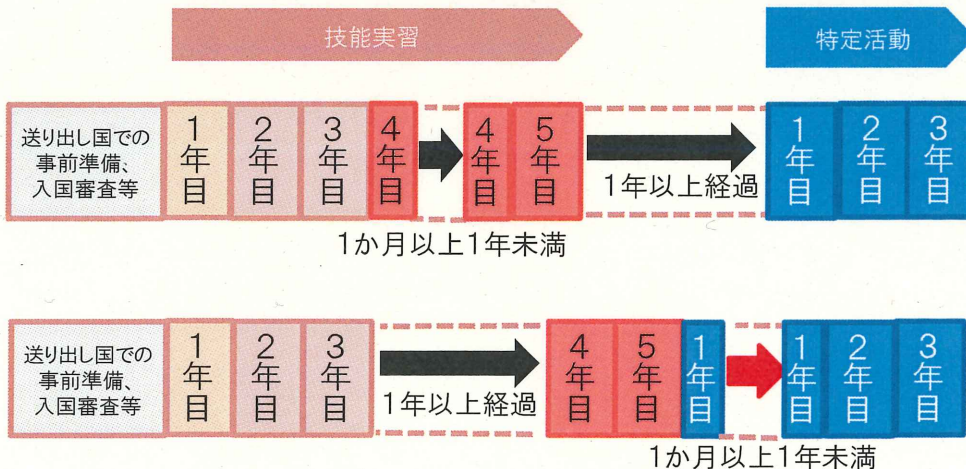 技能実習
特定活動
送り出し国での
事前準備、
入国審査等
1年目
2年目
3年目
4年目
4年目
5年目
1年以上経過
1年目
2年目
3年目
1か月以上1年未満
送り出し国での
事前準備、
入国審査等
1年目
2年目
3年目
1年以上経過
4年目
5年目
1年目
1年目
2年目
3年目
1か月以上1年未満